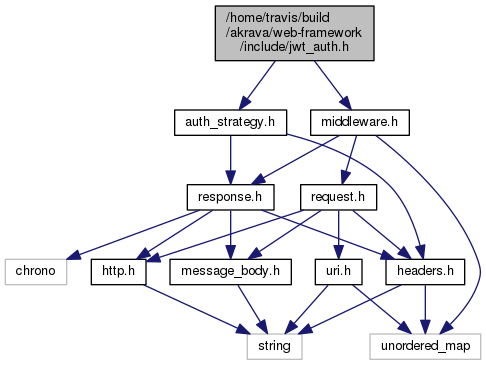 /home/travis/build
/akrava/web-framework
/include/jwt_auth.h
auth_strategy.h
middleware.h
response.h
request.h
chrono
http.h
message_body.h
uri.h
headers.h
string
unordered_map